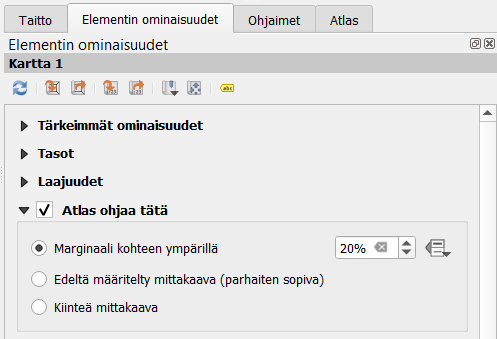 Taitto Elementin ominaisuudet Ohjaimet Atlas
Elementin ominaisuudet
Kartta 1
abc
Tärkeimmät ominaisuudet
Tasot
Laajuudet
Atlas ohjaa tätä
Marginaali kohteen ympärillä 20%
Edeltä määritelty mittakaava (parhaiten sopiva)
Kiinteä mittakaava